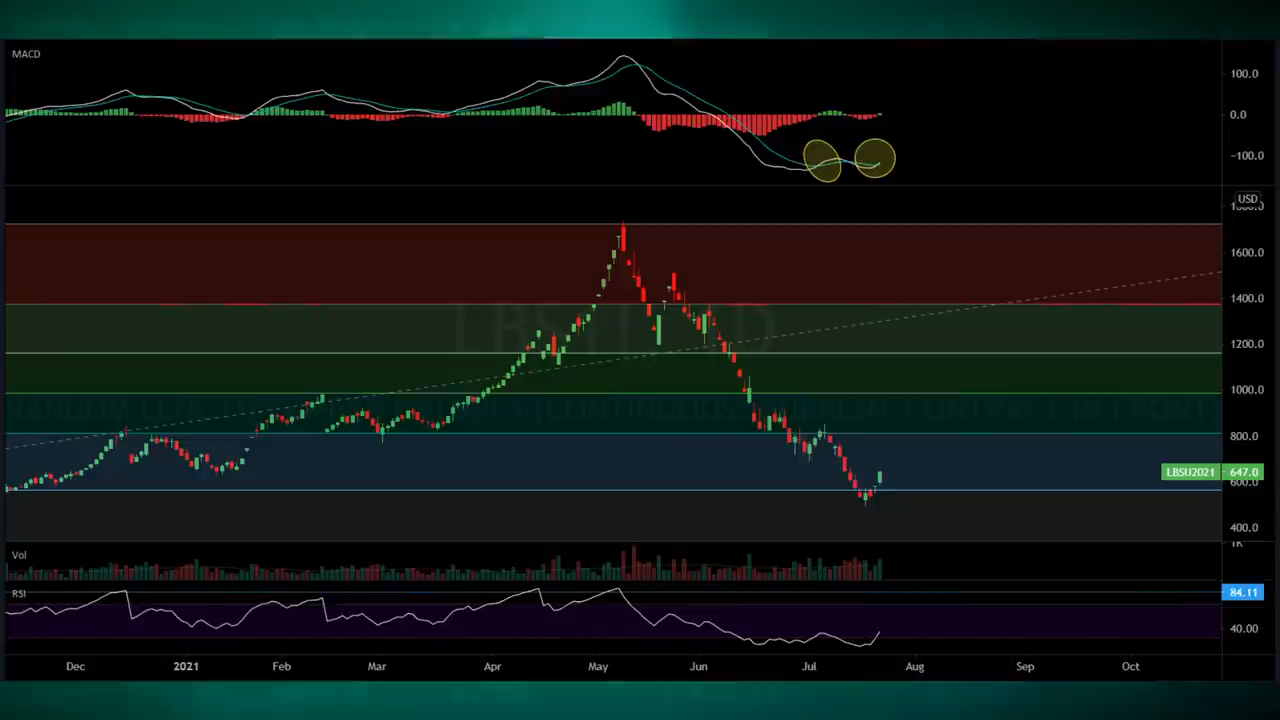 MACD
100.0
0.0
-100.0
USD
1600.0
1400.0
1200.0
1000.0
800.0
LBSU2021 647.0
600.0
400.0
Vol
1K
RSI
84.11
40.00
Dec 2021 Feb Mar Apr May Jun Jul Aug Sep Oct